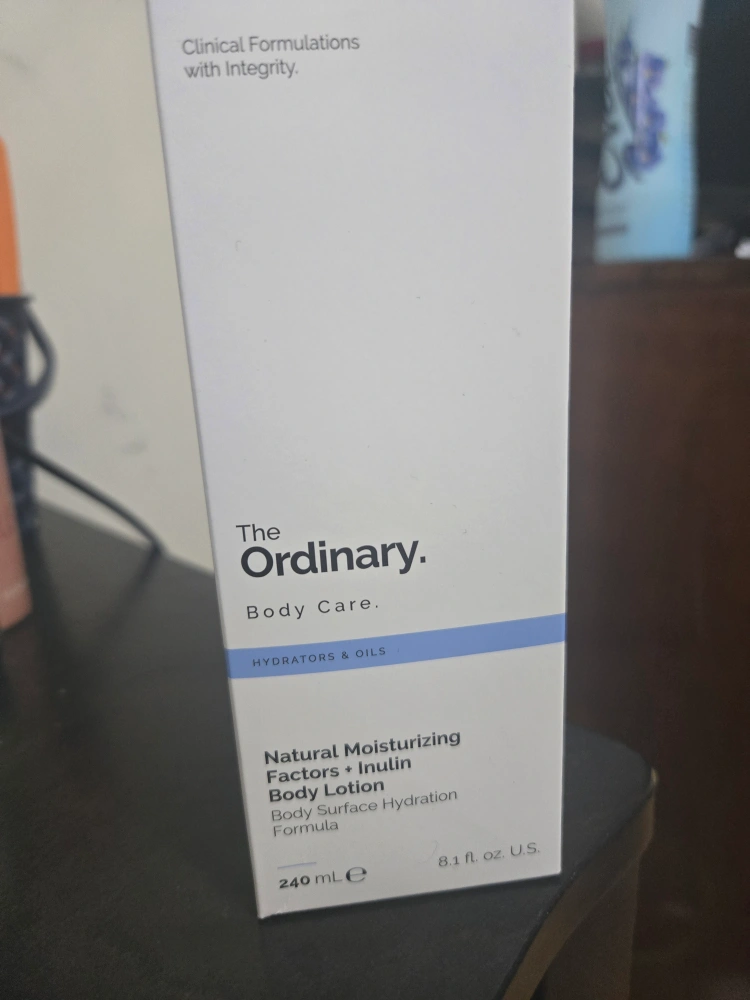 Clinical Formulations
with Integrity.
The
Ordinary.
Body Care.
HYDRATORS & OILS
Natural Moisturizing
Factors + Inulin
Body Lotion
Body Surface Hydration
Formula
240 mL ℮
8.1 fl. oz. U.S.